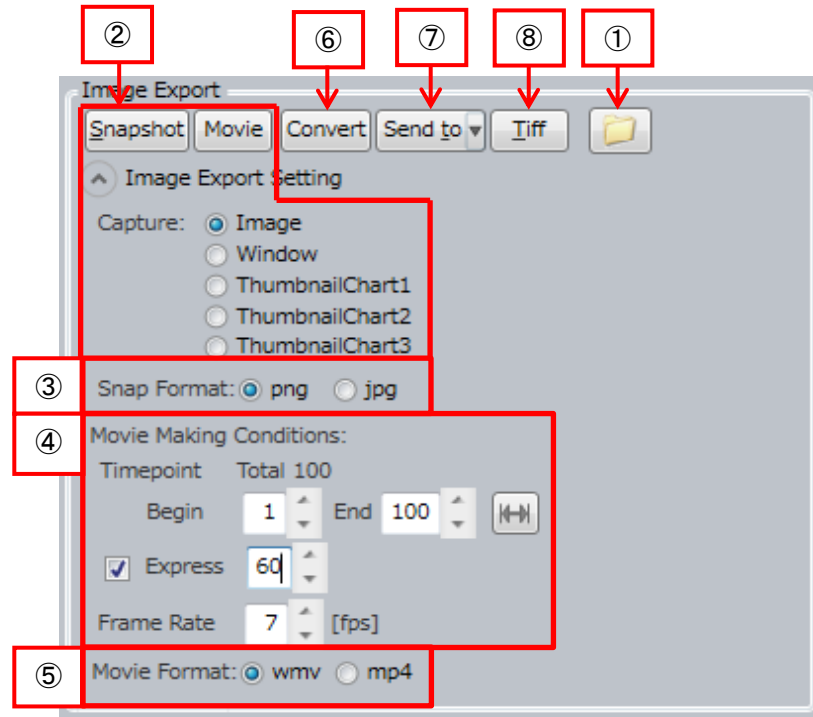 ② ⑥ ⑦ ⑧ ①
Image Export
Snapshot Movie Convert Send to Tiff
Image Export Setting
Capture: Image
Window
ThumbnailChart1
ThumbnailChart2
ThumbnailChart3
③ Snap Format: png jpg
④ Movie Making Conditions:
Timepoint Total 100
Begin 1 End 100
Express 60
Frame Rate 7 [fps]
⑤ Movie Format: wmv mp4